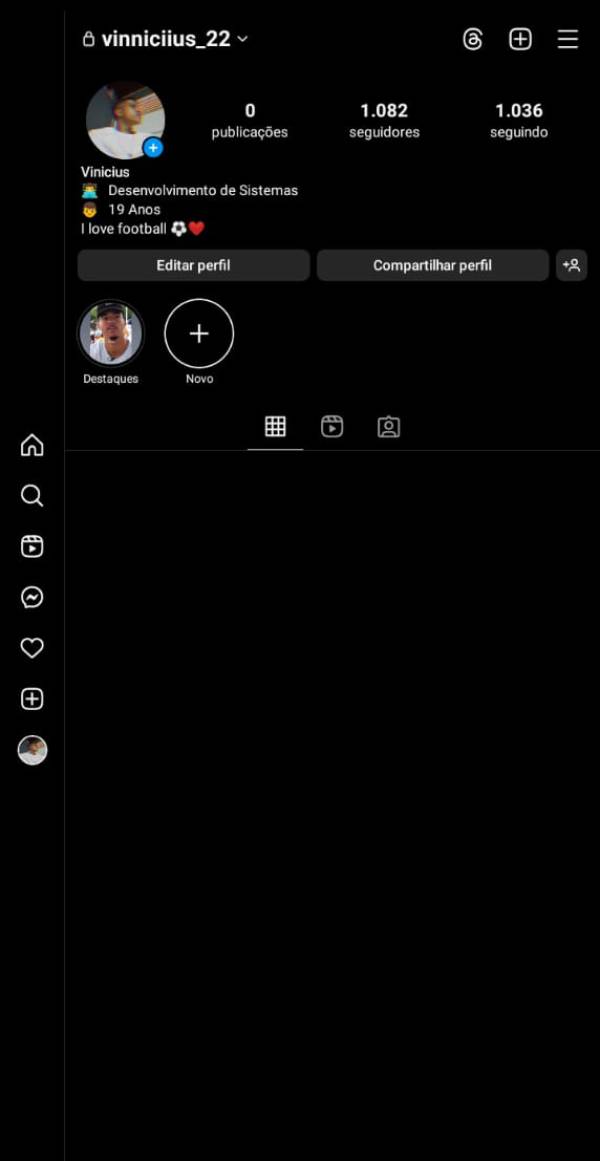 vinniciius_22
0 1.082 1.036
publicações seguidores seguindo
Vinicius
Desenvolvimento de Sistemas
19 Anos
I love football
Editar perfil Compartilhar perfil
Destaques Novo